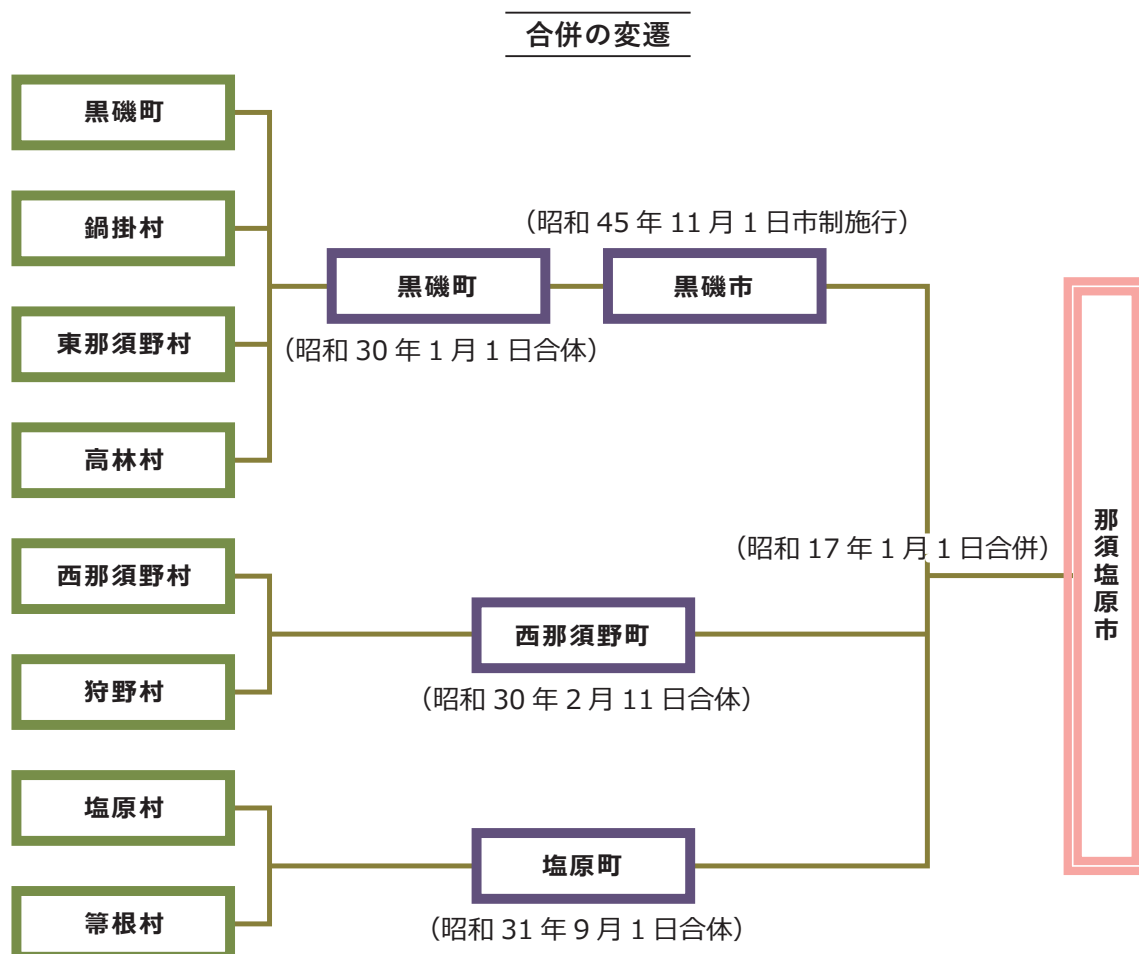 合併の変遷
黒磯町
鍋掛村
東那須野村
高林村
西那須野村
狩野村
塩原村
箒根村
黒磯町
（昭和 30 年 1 月 1 日合体）
（昭和 45 年 11 月 1 日市制施行）
黒磯市
西那須野町
（昭和 30 年 2 月 11 日合体）
塩原町
（昭和 31 年 9 月 1 日合体）
（昭和 17 年 1 月 1 日合併）
那須塩原市